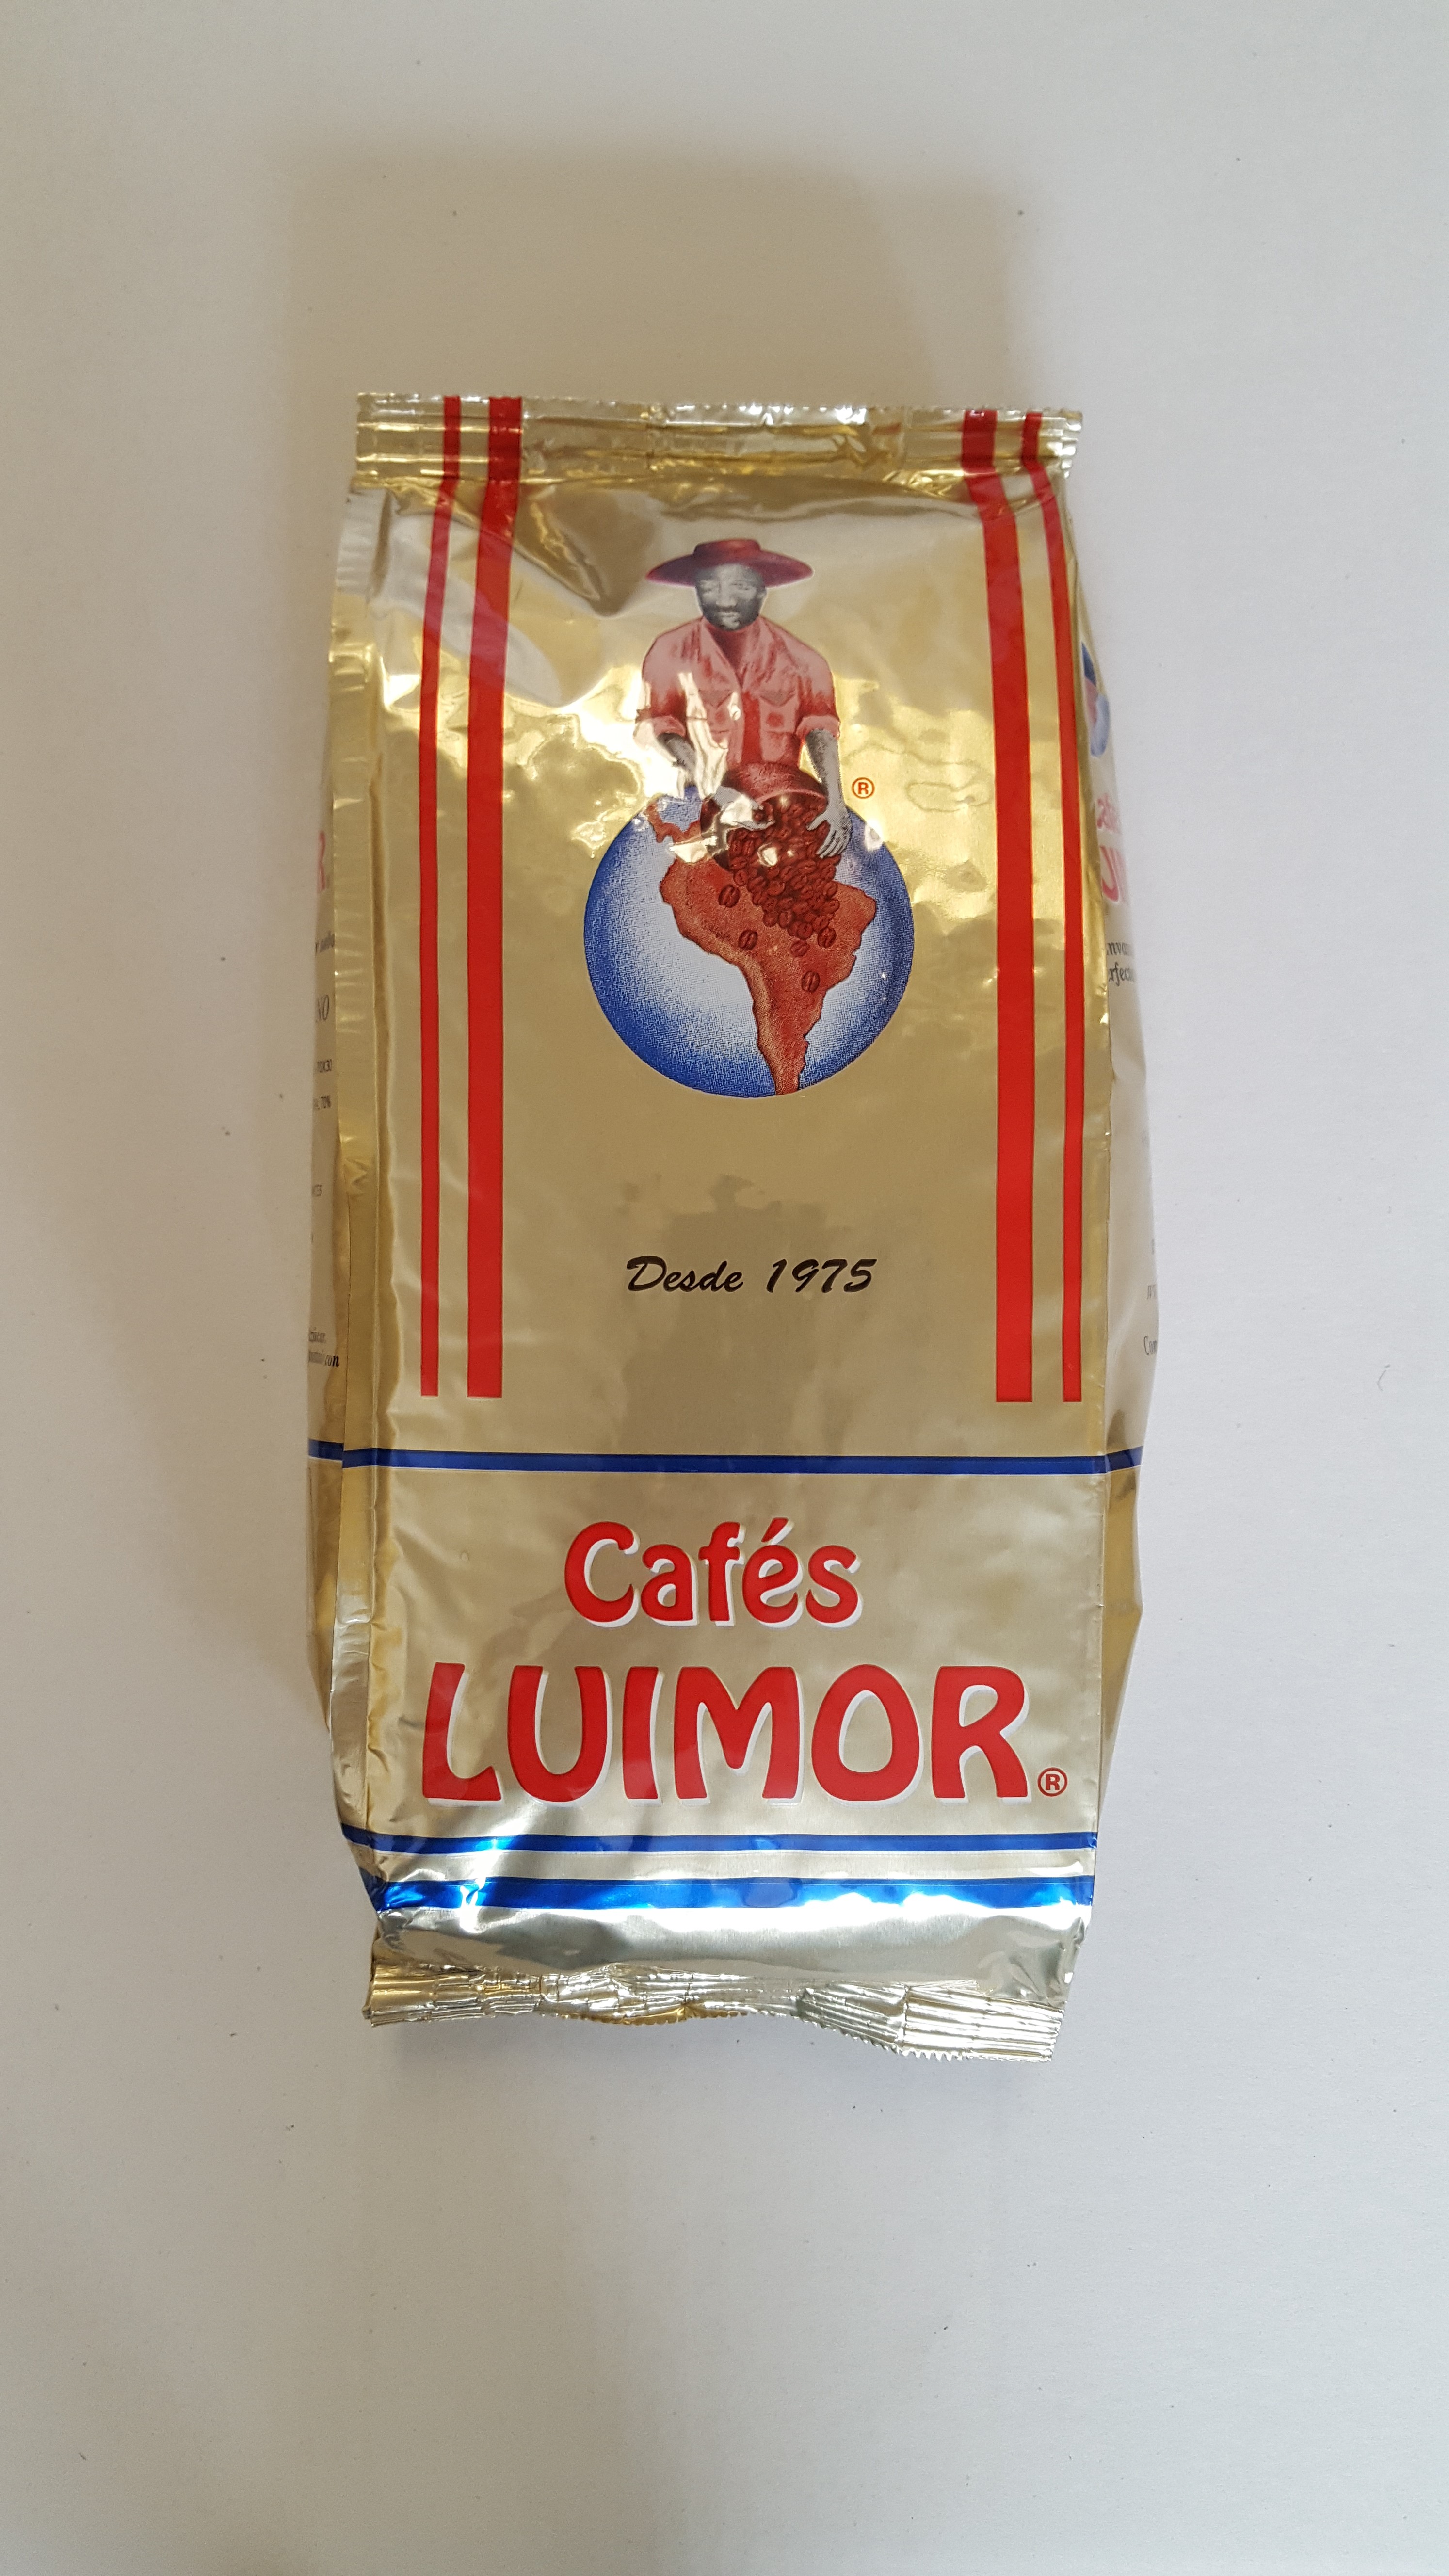 ®
Desde 1975
Cafés
LUIMOR®